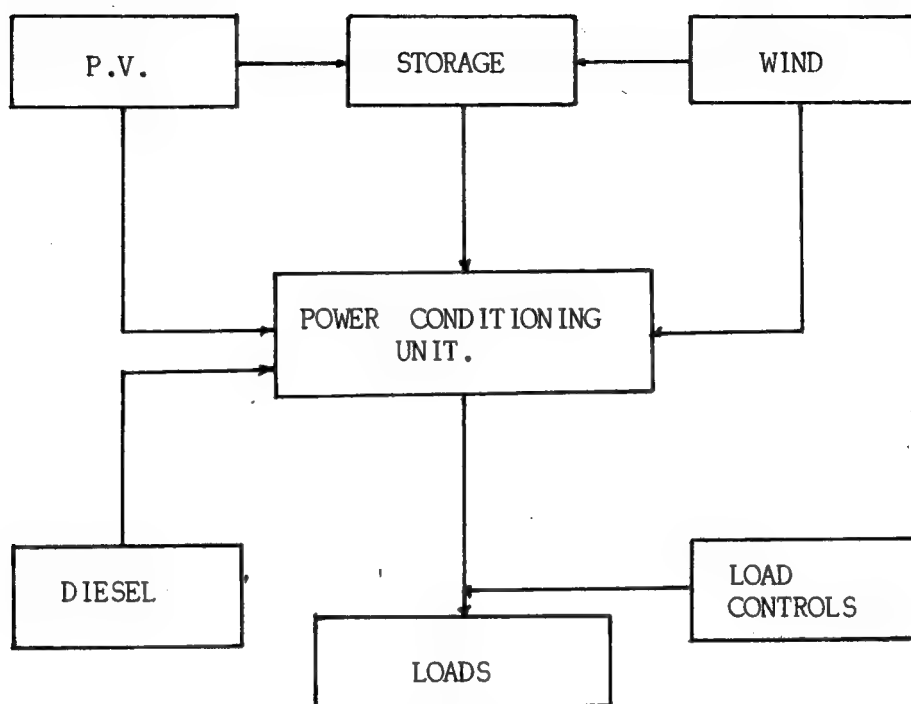 P.V.
STORAGE
WIND
POWER CONDITIONING
UNIT.
DIESEL
LOAD
CONTROLS
LOADS